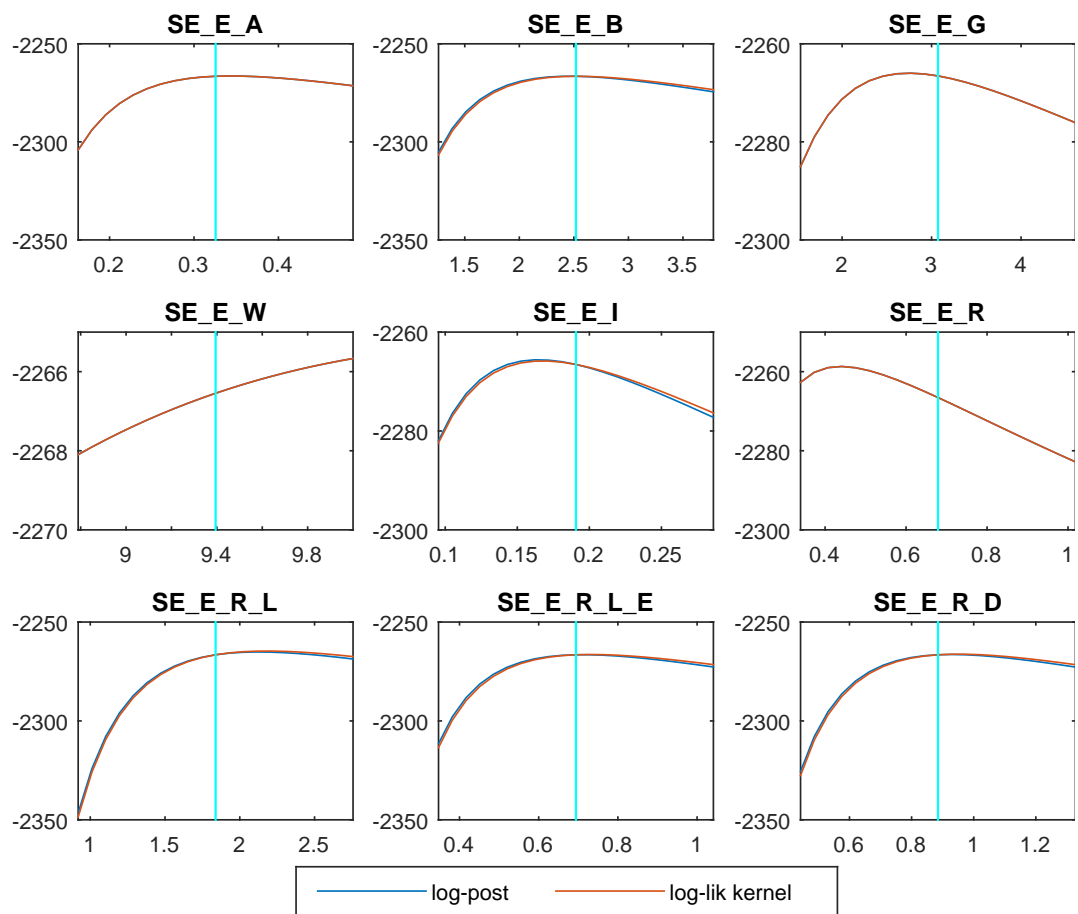 SE_E_A
SE_E_B
SE_E_G
-2250
-2300
-2350
0.2 0.3 0.4
-2250
-2300
-2350
1.5 2 2.5 3 3.5
-2260
-2280
-2300
2 3 4
SE_E_W
SE_E_I
SE_E_R
-2266
-2268
-2270
9 9.4 9.8
-2260
-2280
-2300
0.1 0.15 0.2 0.25
-2260
-2280
-2300
0.4 0.6 0.8 1
SE_E_R_L
SE_E_R_L_E
SE_E_R_D
-2250
-2300
-2350
1 1.5 2 2.5
-2250
-2300
-2350
0.4 0.6 0.8 1
-2250
-2300
-2350
0.6 0.8 1 1.2
log-post
log-lik kernel